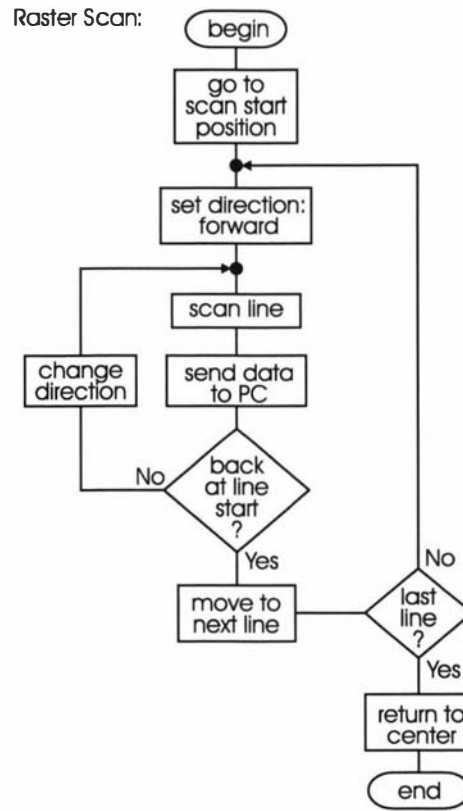 Raster Scan:
begin
go to
scan start
position
set direction:
forward
scan line
change
direction
send data
to PC
No
back
at line
start
?
Yes
move to
next line
No
last
line
?
Yes
return to
center
end